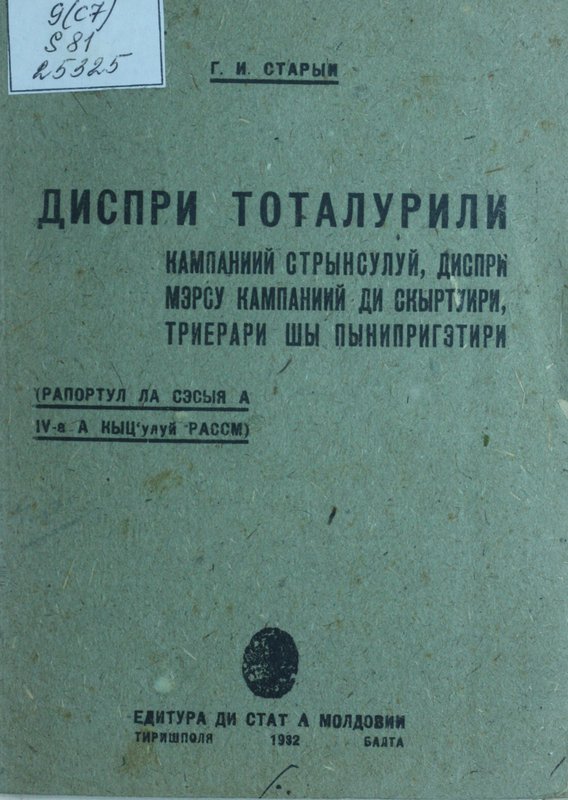 9(С7)
S 81
25325
Г. И. СТАРЫЙ
ДИСПРИ ТОТАЛУРИЛИ
КАМПАНИИЙ СТРЫНСУЛУЙ, ДИСПРИ
МЭРСУ КАМПАНИИЙ ДИ СКЫРТУИРИ,
ТРИЕРАРИ ШЫ ПЫНИПРИГЭТИРИ
(РАПОРТУЛ ЛА СЭСЫЯ А
IV-а А КЫЦ'улуй РАССМ)
ЕДИТУРА ДИ СТАТ А МОЛДОВИИ
ТИРИШПОЛЯ 1932 БАЛТА